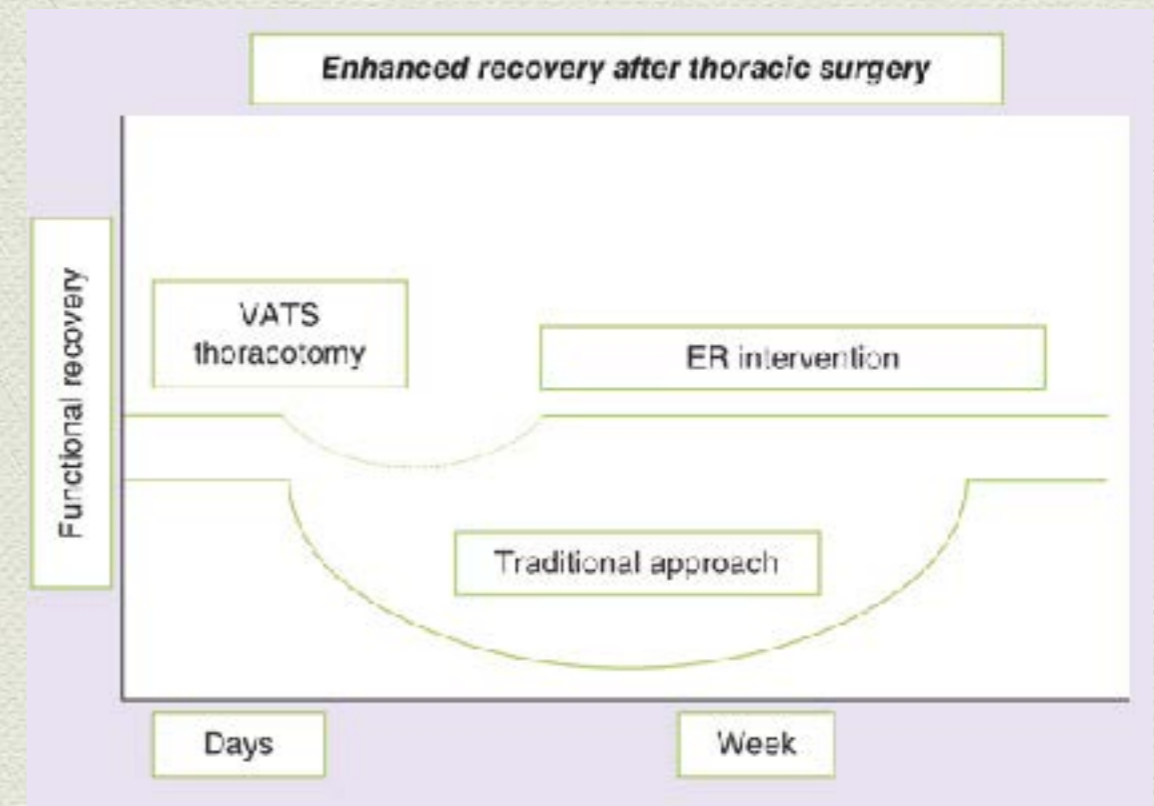 Enhanced recovery after thoracic surgery
Functional recovery
VATS
thoracotomy
ER intervention
Traditional approach
Days
Week